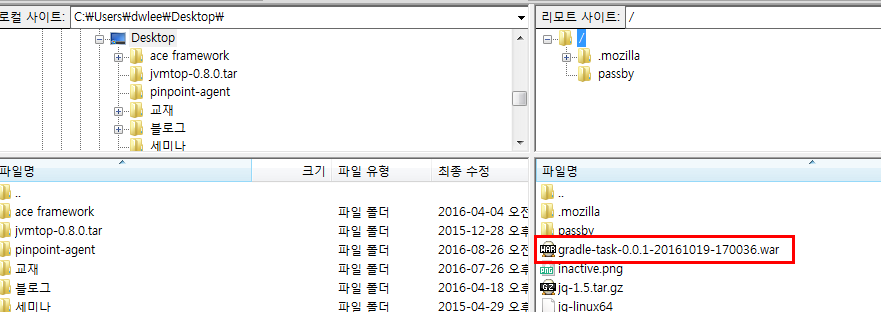 로컬 사이트: C:\Users\dwlee\Desktop\
Desktop
ace framework
jvmtop-0.8.0.tar
pinpoint-agent
교재
블로그
세미나
리모트 사이트: /
/
.mozilla
passby
파일명 크기 파일 유형 최종 수정
..
ace framework 파일 폴더 2016-04-04 오전
jvmtop-0.8.0.tar 파일 폴더 2015-12-28 오후
pinpoint-agent 파일 폴더 2016-08-26 오전
교재 파일 폴더 2016-07-26 오후
블로그 파일 폴더 2016-04-18 오후
세미나 파일 폴더 2015-04-29 오후
파일명
..
.mozilla
passby
WAR gradle-task-0.0.1-20161019-170036.war
png inactive.png
GZ jq-1.5.tar.gz
jq-linux64